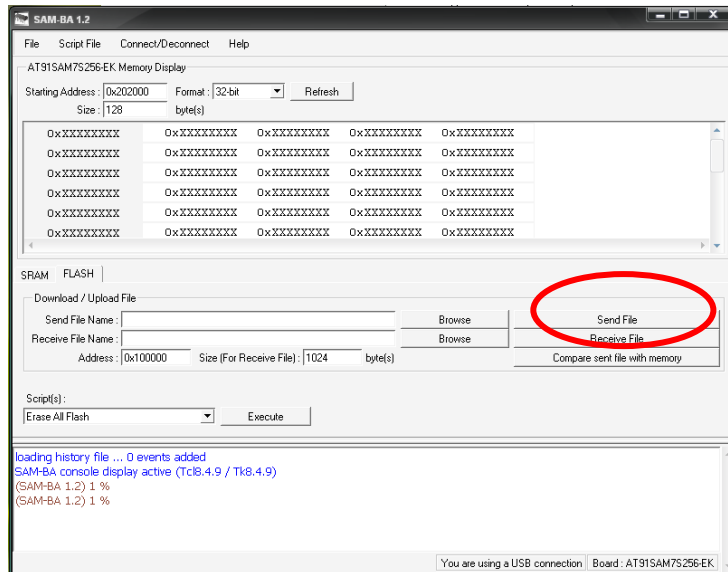 SAM-BA 1.2
File Script File Connect/Deconnect Help
AT91SAM7S256-EK Memory Display
Starting Address : 0x202000 Format : 32-bit Refresh
Size : 128 byte(s)
0xXXXXXXXX 0xXXXXXXXX 0xXXXXXXXX 0xXXXXXXXX 0xXXXXXXXX
0xXXXXXXXX 0xXXXXXXXX 0xXXXXXXXX 0xXXXXXXXX 0xXXXXXXXX
0xXXXXXXXX 0xXXXXXXXX 0xXXXXXXXX 0xXXXXXXXX 0xXXXXXXXX
0xXXXXXXXX 0xXXXXXXXX 0xXXXXXXXX 0xXXXXXXXX 0xXXXXXXXX
0xXXXXXXXX 0xXXXXXXXX 0xXXXXXXXX 0xXXXXXXXX 0xXXXXXXXX
0xXXXXXXXX 0xXXXXXXXX 0xXXXXXXXX 0xXXXXXXXX 0xXXXXXXXX
SRAM FLASH
Download / Upload File
Send File Name : Browse Send File
Receive File Name : Browse Receive File
Address : 0x100000 Size (For Receive File) : 1024 byte(s) Compare sent file with memory
Script(s) :
Erase All Flash Execute
loading history file ... 0 events added
SAM-BA console display active (Tcl8.4.9 / Tk8.4.9)
(SAM-BA 1.2) 1 %
(SAM-BA 1.2) 1 %
You are using a USB connection Board : AT91SAM7S256-EK